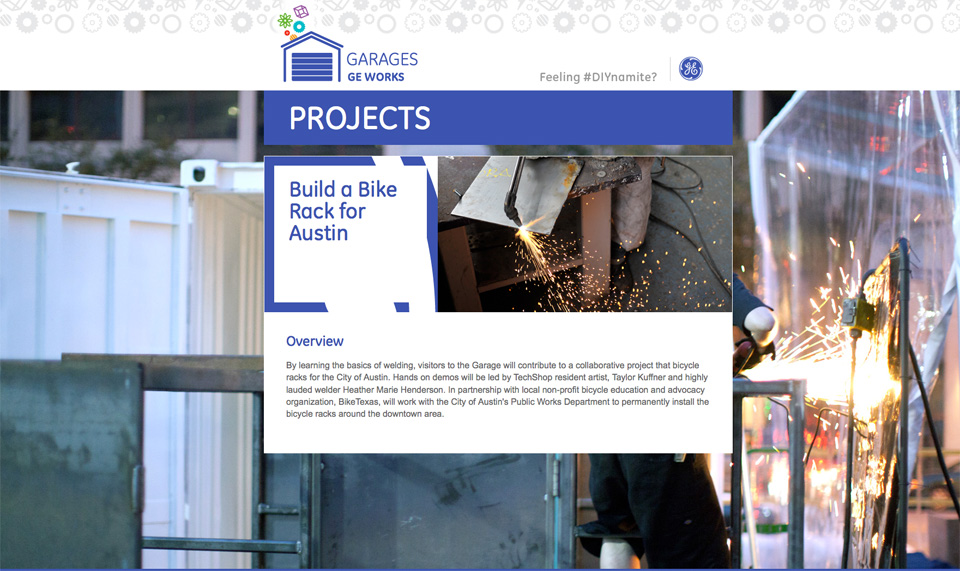 GARAGES
GE WORKS
Feeling #DIYnamite?
GE
PROJECTS
Build a Bike
Rack for
Austin
Overview
By learning the basics of welding, visitors to the Garage will contribute to a collaborative project that bicycle
racks for the City of Austin. Hands on demos will be led by TechShop resident artist, Taylor Kuffner and highly
lauded welder Heather Marie Henderson. In partnership with local non-profit bicycle education and advocacy
organization, BikeTexas, will work with the City of Austin's Public Works Department to permanently install the
bicycle racks around the downtown area.